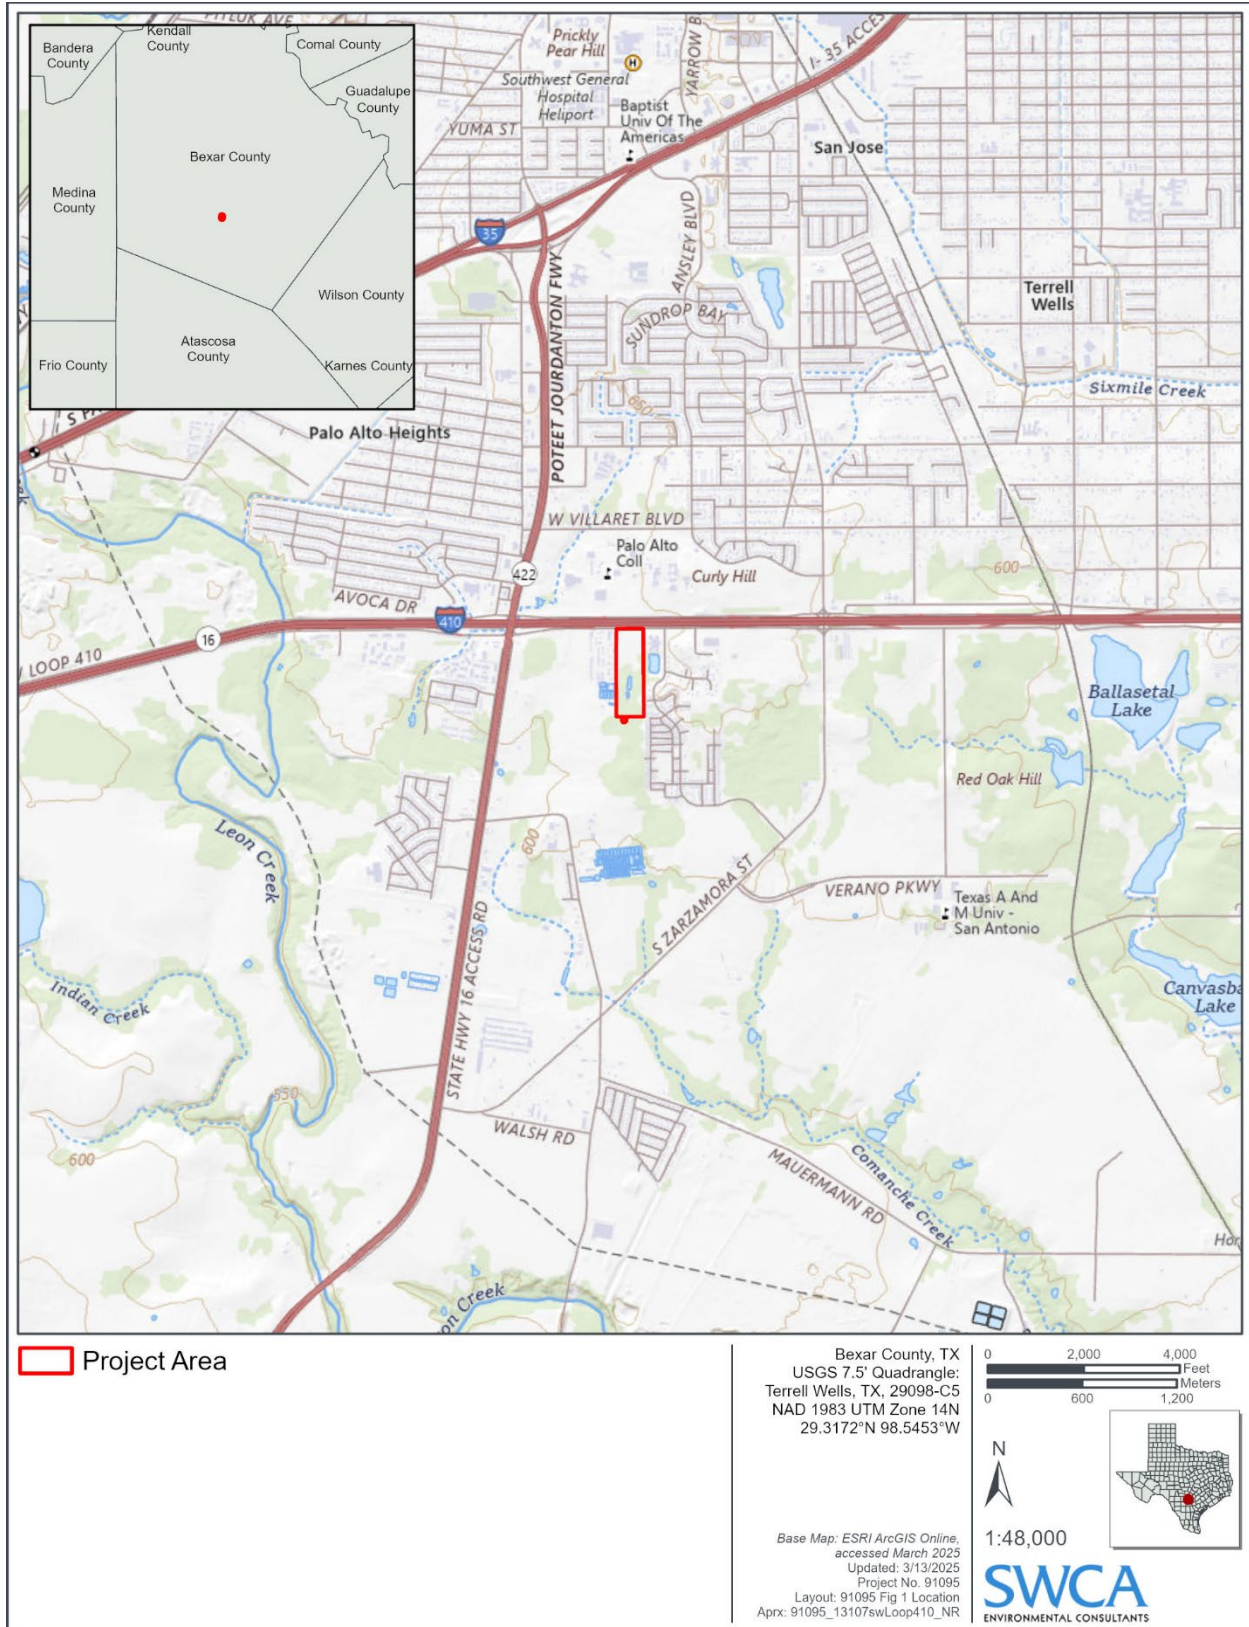 PITLUK AVE
Kendall
County
Bandera
County
Comal County
Guadalupe
County
Bexar County
Medina
County
Wilson County
Atascosa
County
Frio County
Karnes County
Prickly
Pear Hill
H
Southwest General
Hospital
Heliport
YARROW B
I- 35 ACCES
Baptist
Univ Of The
Americas
YUMA ST
San Jose
35
ANSLEY BLVD
POTEET JOURDANTON FWY
SUNDROP BAY
Terrell
Wells
650
Sixmile Creek
Palo Alto Heights
W VILLARET BLVD
Palo Alto
Coll
422
Curly Hill
600
AVOCA DR
410
16
LOOP 410
Ballasetal
Lake
Red Oak Hill
Leon Creek
600
S ZARZAMORA ST
VERANO PKWY
Texas A And
M Univ -
San Antonio
STATE HWY 16 ACCESS RD
Indian Creek
Canvasba
Lake
550
WALSH RD
600
MAUERMANN RD
Comanche Creek
Hor
on Creek
Project Area
Bexar County, TX
USGS 7.5' Quadrangle:
Terrell Wells, TX, 29098-C5
NAD 1983 UTM Zone 14N
29.3172°N 98.5453°W
0 2,000 4,000
Feet
Meters
0 600 1,200
N
1:48,000
Base Map: ESRI ArcGIS Online,
accessed March 2025
Updated: 3/13/2025
Project No. 91095
Layout: 91095 Fig 1 Location
Aprx: 91095_13107swLoop410_NR
SWCA
ENVIRONMENTAL CONSULTANTS